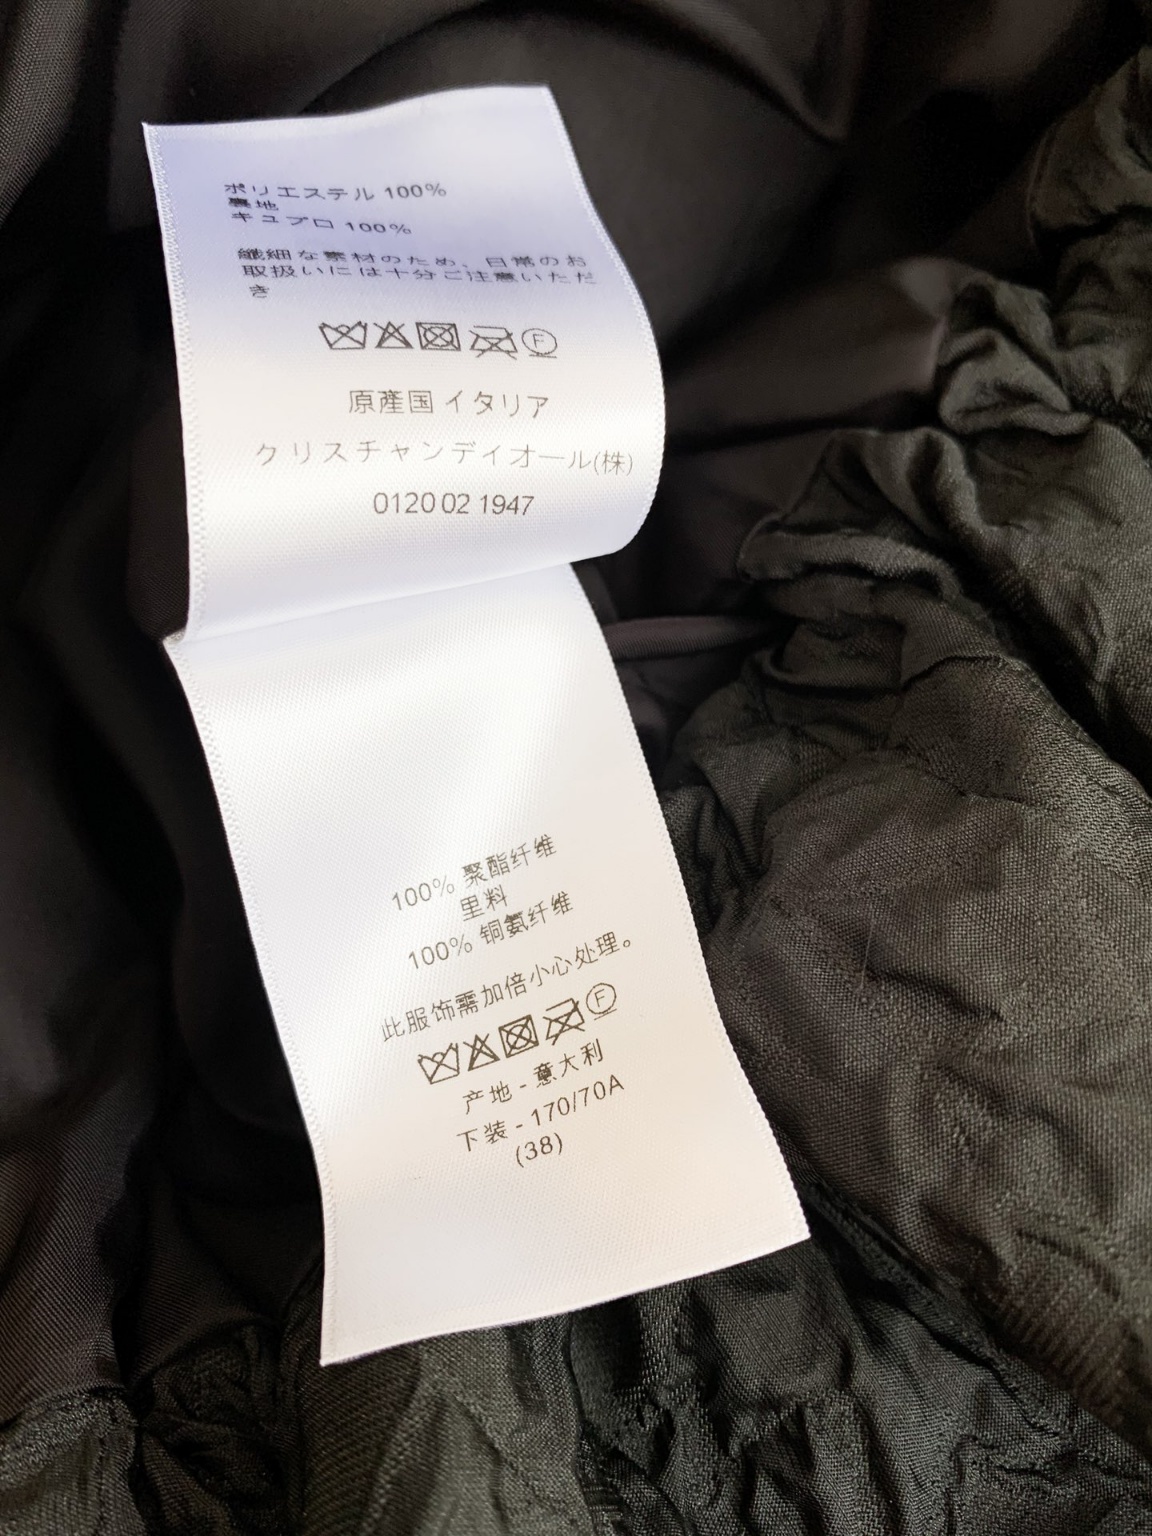 ポリエステル 100%
裏地
キュプロ 100%
繊細な素材のため、日常のお
取扱いには十分ご注意いただ
き
F
原産国 イタリア
クリスチャンディオール(株)
0120 02 1947
100% 聚酯纤维
里料
100% 铜氨纤维
此服饰需加倍小心处理。
F
产地 - 意大利
下装 - 170/70A
(38)